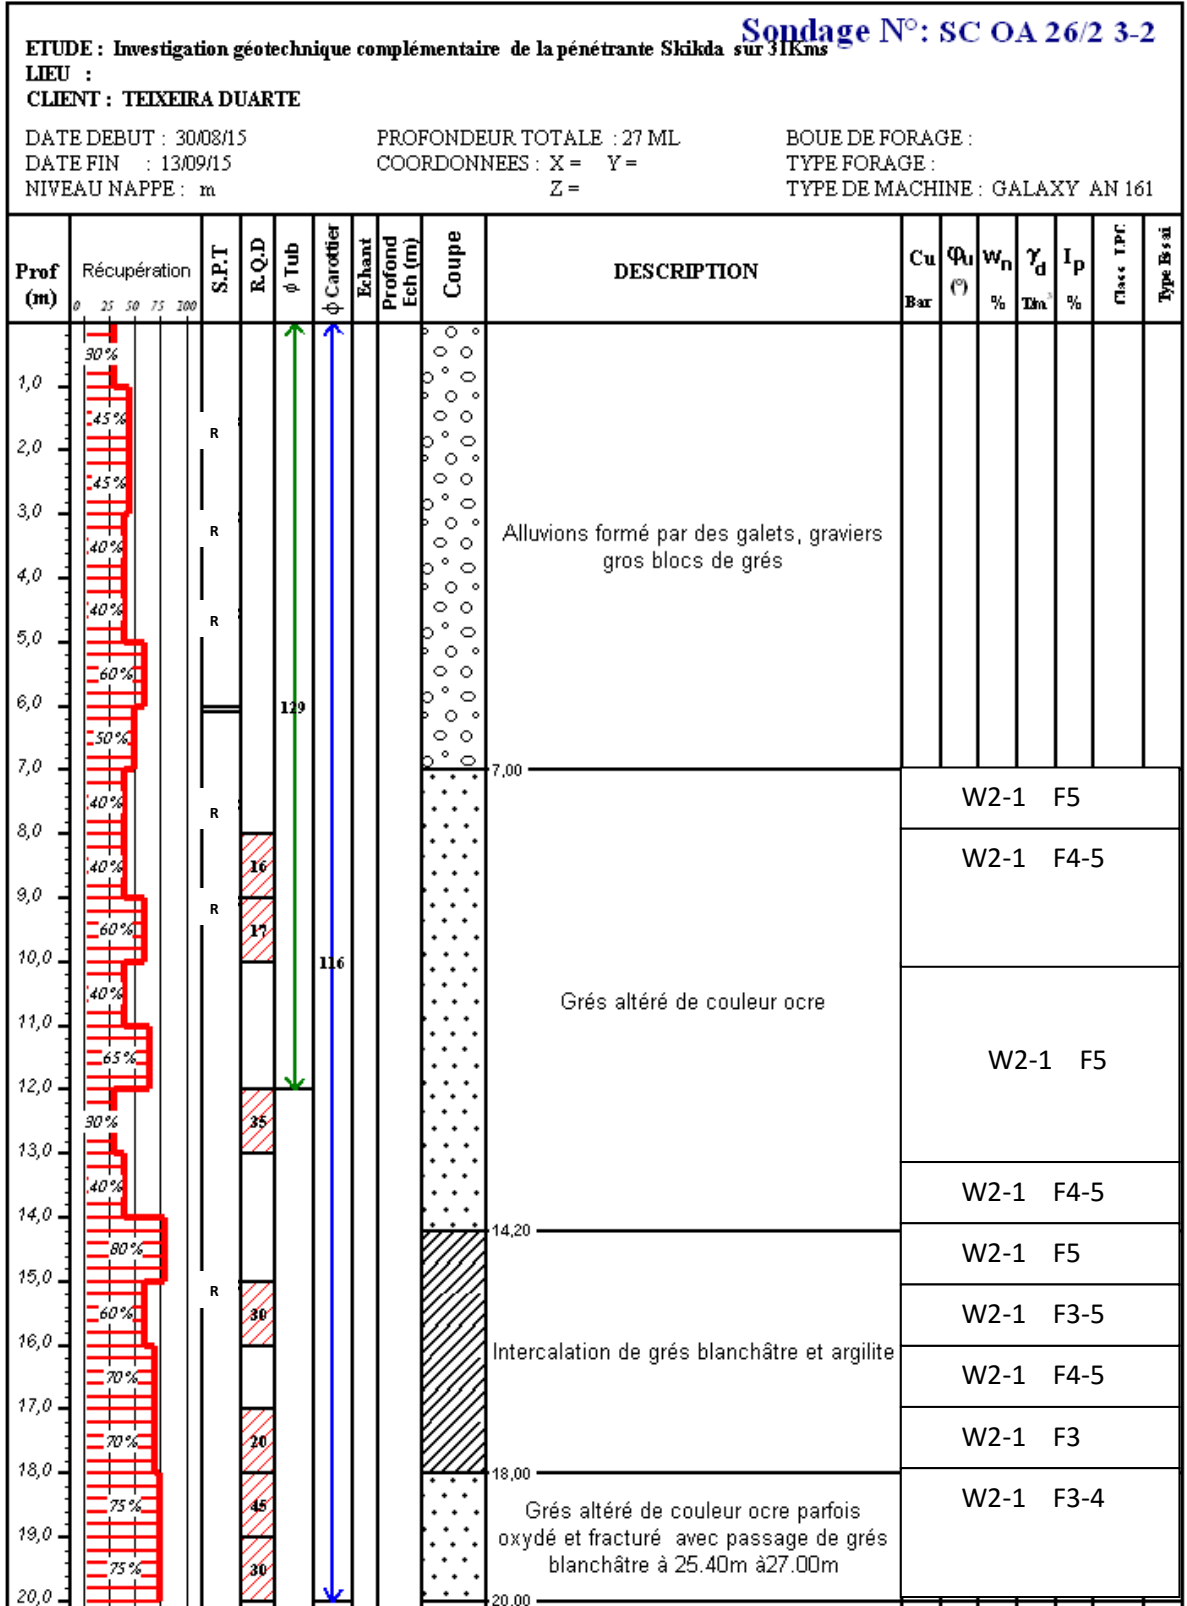 Sondage N°: SC OA 26/2 3-2
ETUDE : Investigation géotechnique complémentaire de la pénétrante Skikda sur 31Kms
LIEU :
CLIENT : TEIXEIRA DUARTE
DATE DEBUT : 30/08/15 PROFONDEUR TOTALE : 27 ML BOUE DE FORAGE :
DATE FIN : 13/09/15 COORDONNEES : X = Y = TYPE FORAGE :
NIVEAU NAPPE : m Z = TYPE DE MACHINE : GALAXY AN 161
Prof (m)
Récupération
0 25 50 75 100
S.P.T
R.Q.D
ϕ Tub
ϕ Carottier
Echant
Profond Ech (m)
Coupe
DESCRIPTION
Cu Bar
φu (°)
wn %
γd T/m³
Ip %
Class LPC
Type Essai
30%
1,0
45%
R
2,0
45%
3,0
R
Alluvions formé par des galets, graviers
40%
gros blocs de grés
4,0
40%
R
5,0
60%
6,0
129
50%
7,0
7,00
40%
W2-1 F5
R
8,0
40%
16
W2-1 F4-5
9,0
R
60%
17
10,0
116
40%
Grés altéré de couleur ocre
11,0
65%
W2-1 F5
12,0
30%
35
13,0
40%
W2-1 F4-5
14,0
14,20
80%
W2-1 F5
15,0
R
60%
30
W2-1 F3-5
16,0
Intercalation de grés blanchâtre et argilite
70%
W2-1 F4-5
17,0
70%
20
W2-1 F3
18,0
18,00
75%
45
W2-1 F3-4
Grés altéré de couleur ocre parfois
19,0
oxydé et fracturé avec passage de grés
blanchâtre à 25.40m à27.00m
75%
30
20,0
20,00